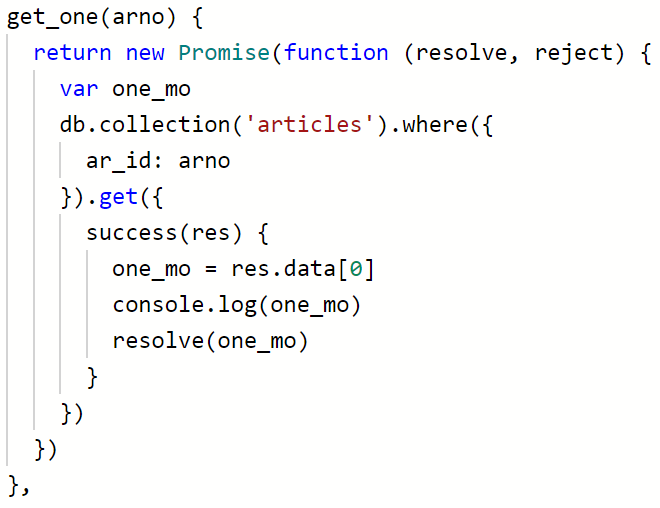 get_one(arno) {
  return new Promise(function (resolve, reject) {
    var one_mo
    db.collection('articles').where({
      ar_id: arno
    }).get({
      success(res) {
        one_mo = res.data[0]
        console.log(one_mo)
        resolve(one_mo)
      }
    })
  })
},